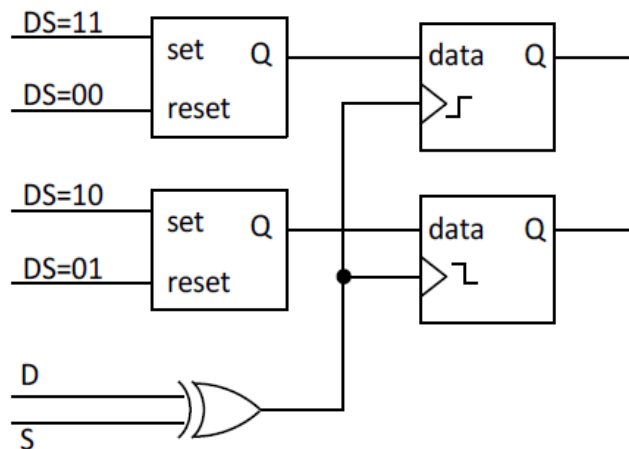 DS=11
set Q
DS=00
reset
data Q
DS=10
set Q
DS=01
reset
data Q
D
S